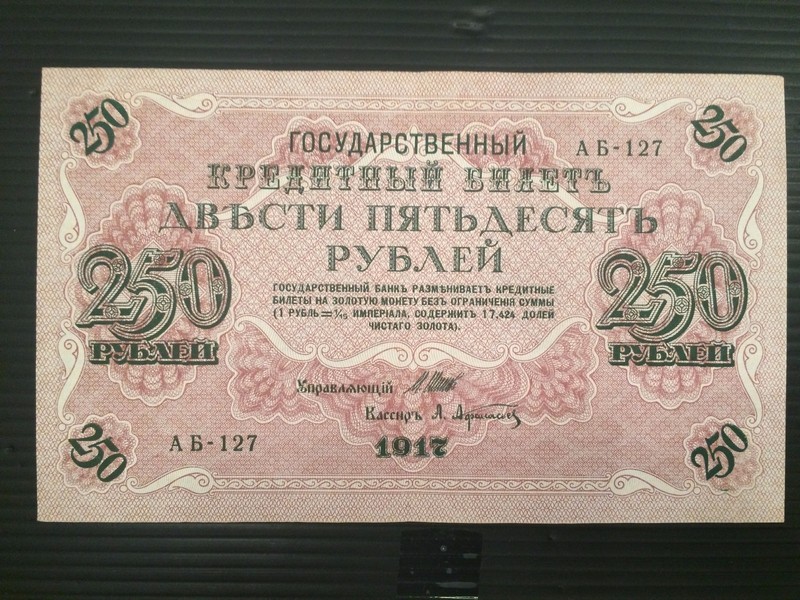 250
250
ГОСУДАРСТВЕННЫЙ
АБ-127
КРЕДИТНЫЙ БИЛЕТЪ
ДВѢСТИ ПЯТЬДЕСЯТЪ
РУБЛЕЙ
250
РУБЛЕЙ
250
РУБЛЕЙ
ГОСУДАРСТВЕННЫЙ БАНКЪ РАЗМѢНИВАЕТЪ КРЕДИТНЫЕ
БИЛЕТЫ НА ЗОЛОТУЮ МОНЕТУ БЕЗЪ ОГРАНИЧЕНІЯ СУММЫ
(1 РУБЛЬ = 1/15 ИМПЕРІАЛА, СОДЕРЖИТЪ 17,424 ДОЛЕЙ
ЧИСТАГО ЗОЛОТА).
Управляющій
Кассиръ
АБ-127
1917
250
250